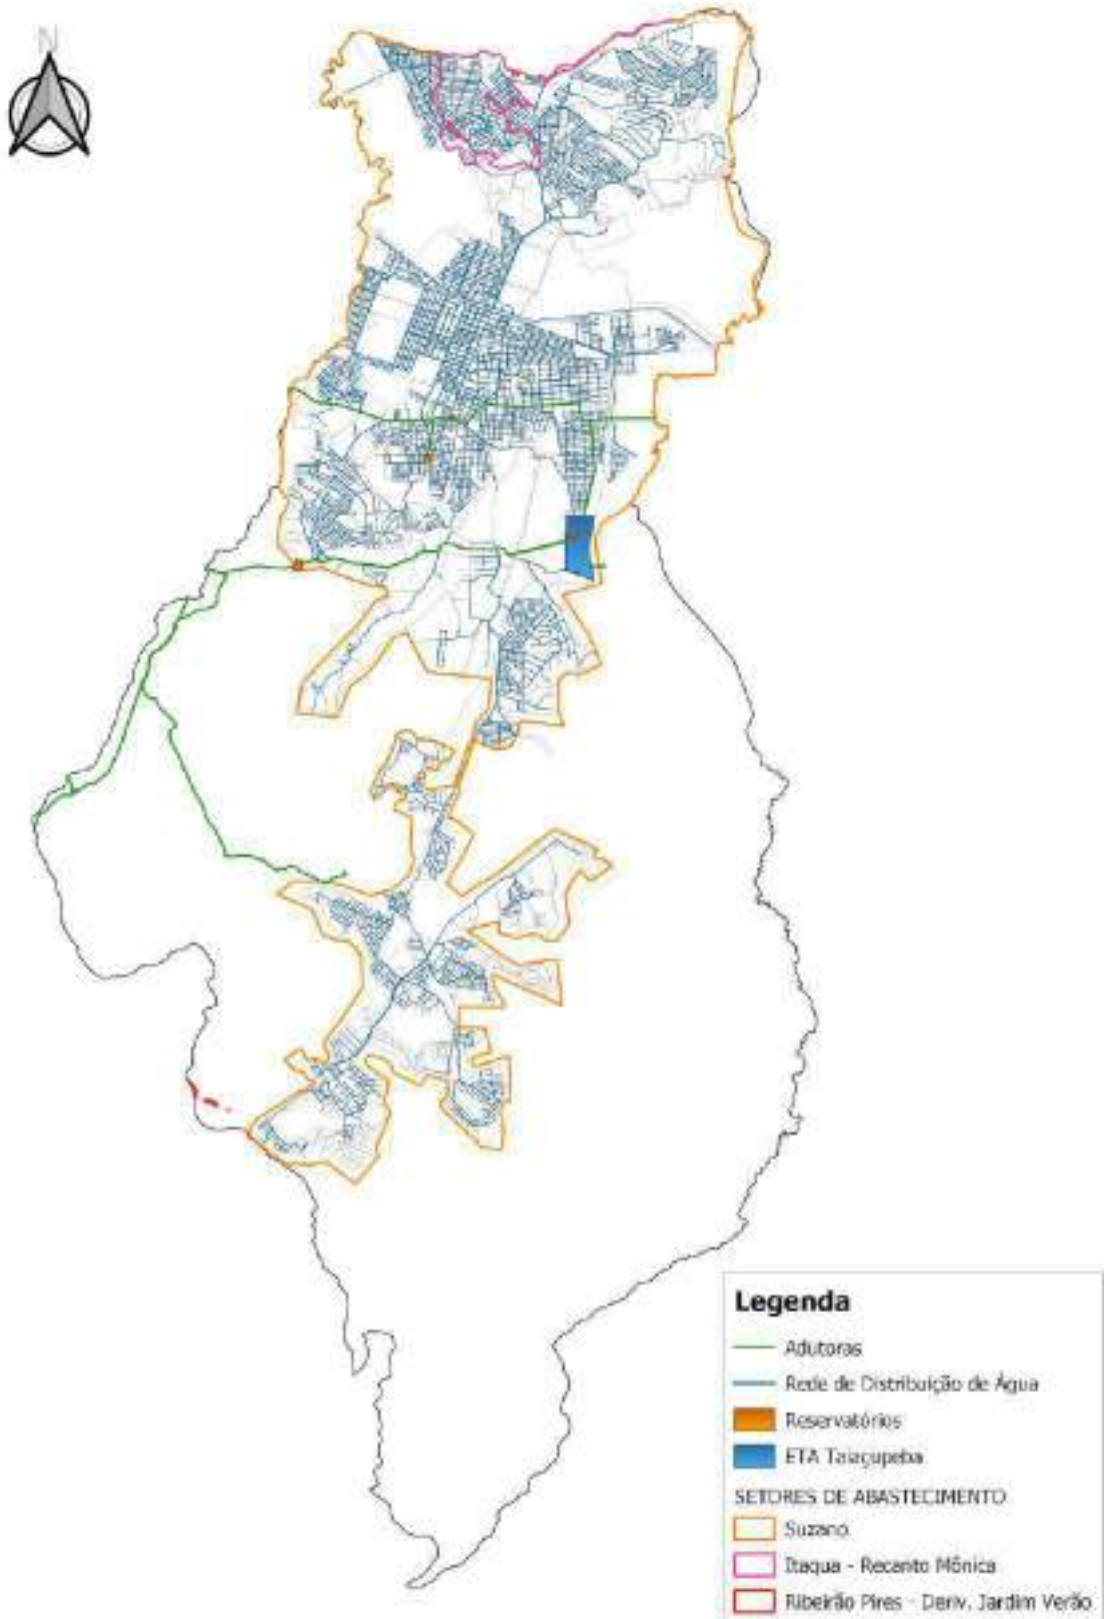 N
Legenda
Adutoras
Rede de Distribuição de Água
Reservatórios
ETA Taiaçupeba
SETORES DE ABASTECIMENTO
Suzano
Itaqua - Recanto Mônica
Ribeirão Pires - Deriv. Jardim Verão